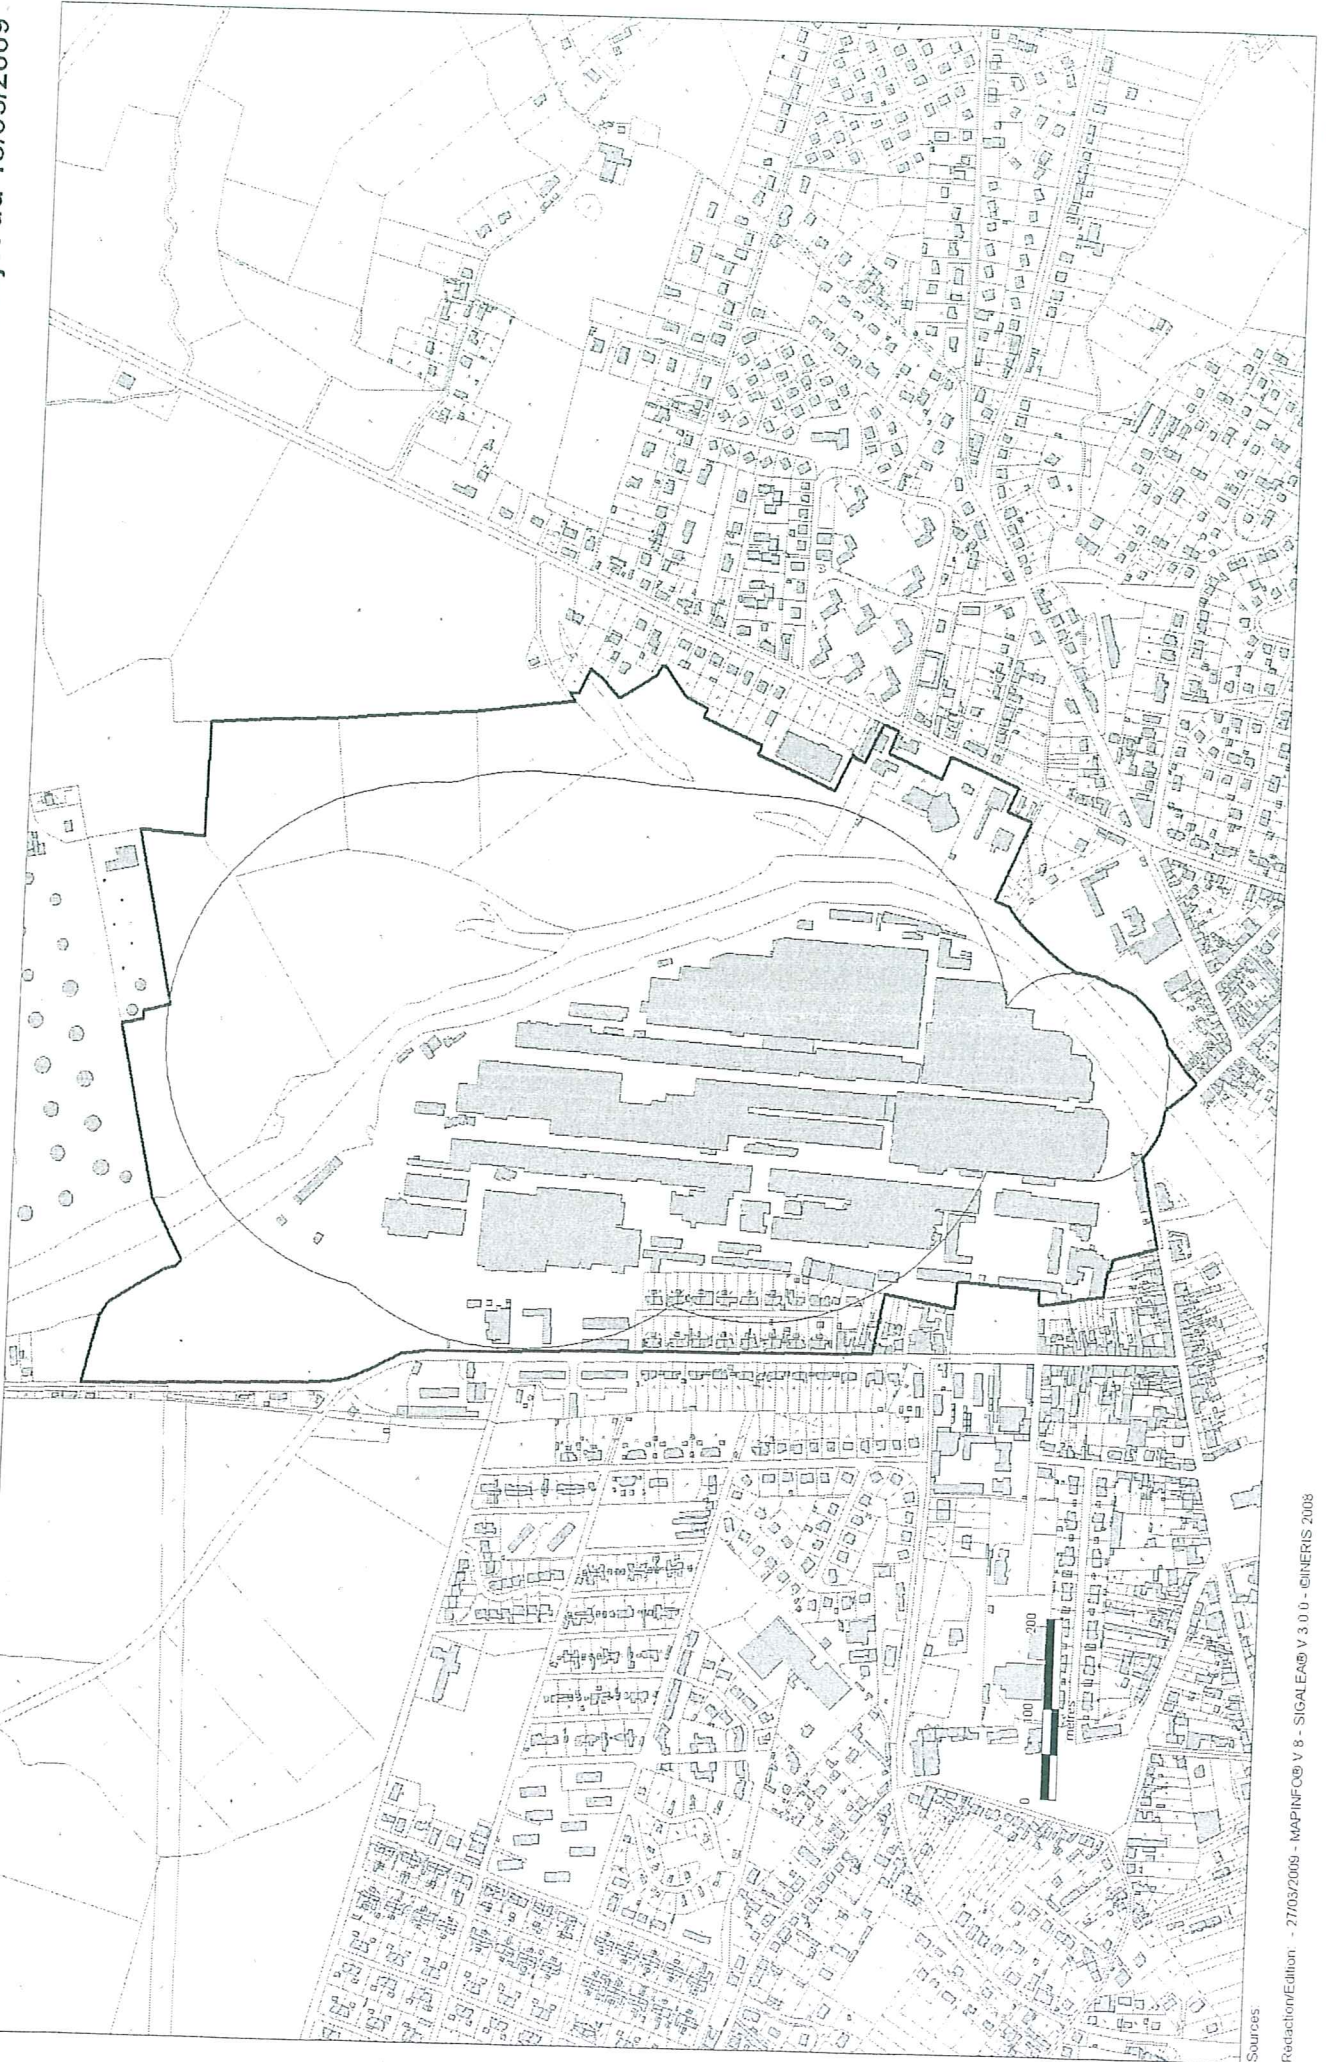 0 100 200
mètres
Sources
Rédaction/Edition: - 27/03/2009 - MAPINFO® V 8 - SIGALEA® V 3 0 0 - ©INERIS 2008